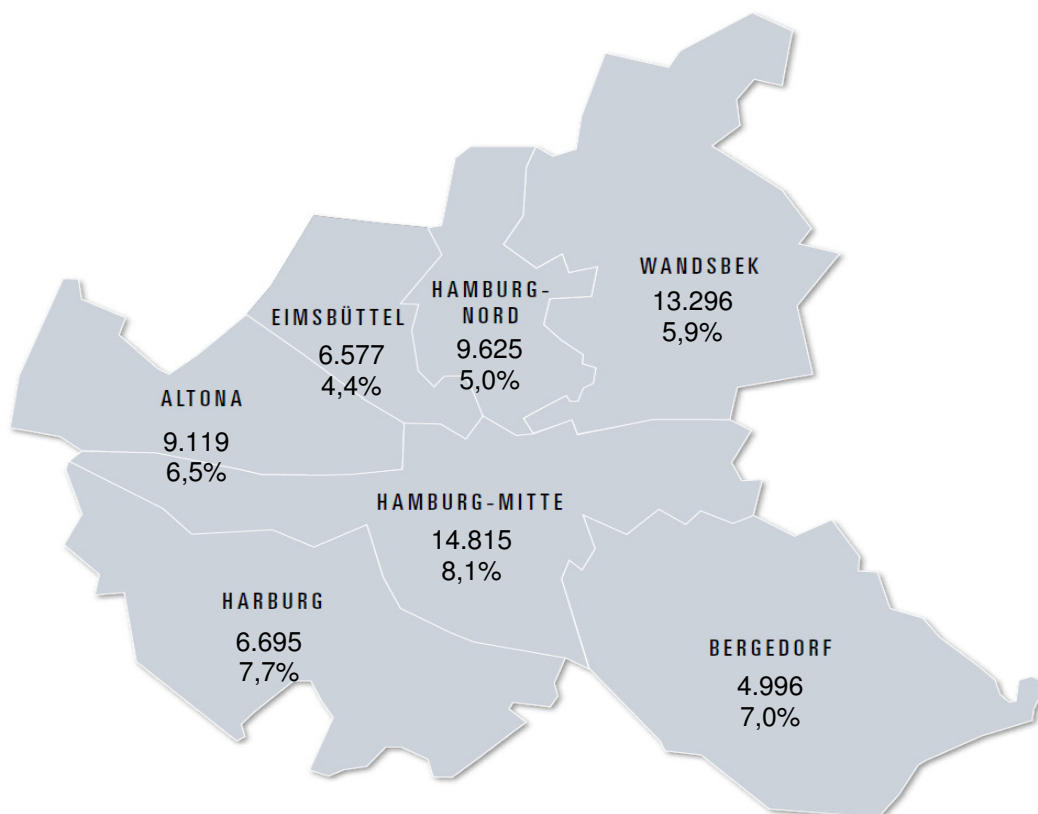 WANDSBEK
13.296
5,9%
HAMBURG-
NORD
9.625
5,0%
EIMSBÜTTEL
6.577
4,4%
ALTONA
9.119
6,5%
HAMBURG-MITTE
14.815
8,1%
HARBURG
6.695
7,7%
BERGEDORF
4.996
7,0%